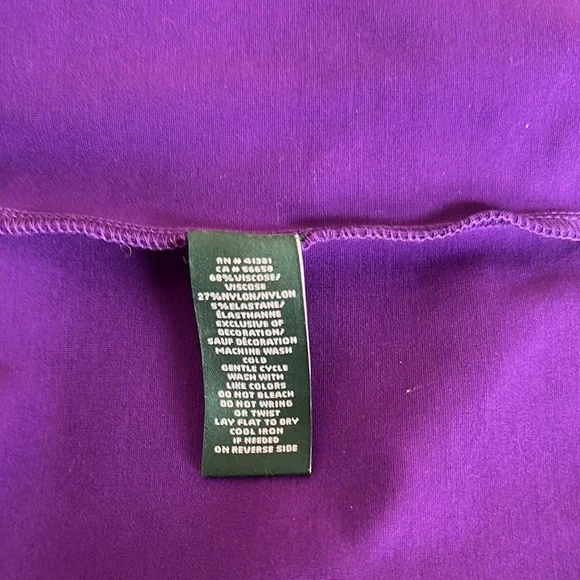 RN # 41381
CA # 56658
68%VISCOSE/
VISCOSE
27%NYLON/NYLON
5%ELASTANE/
ÉLASTHANNE
EXCLUSIVE OF
DECORATION/
SAUF DÉCORATION
MACHINE WASH
COLD
GENTLE CYCLE
WASH WITH
LIKE COLORS
DO NOT BLEACH
DO NOT WRING
OR TWIST
LAY FLAT TO DRY
COOL IRON
IF NEEDED
ON REVERSE SIDE